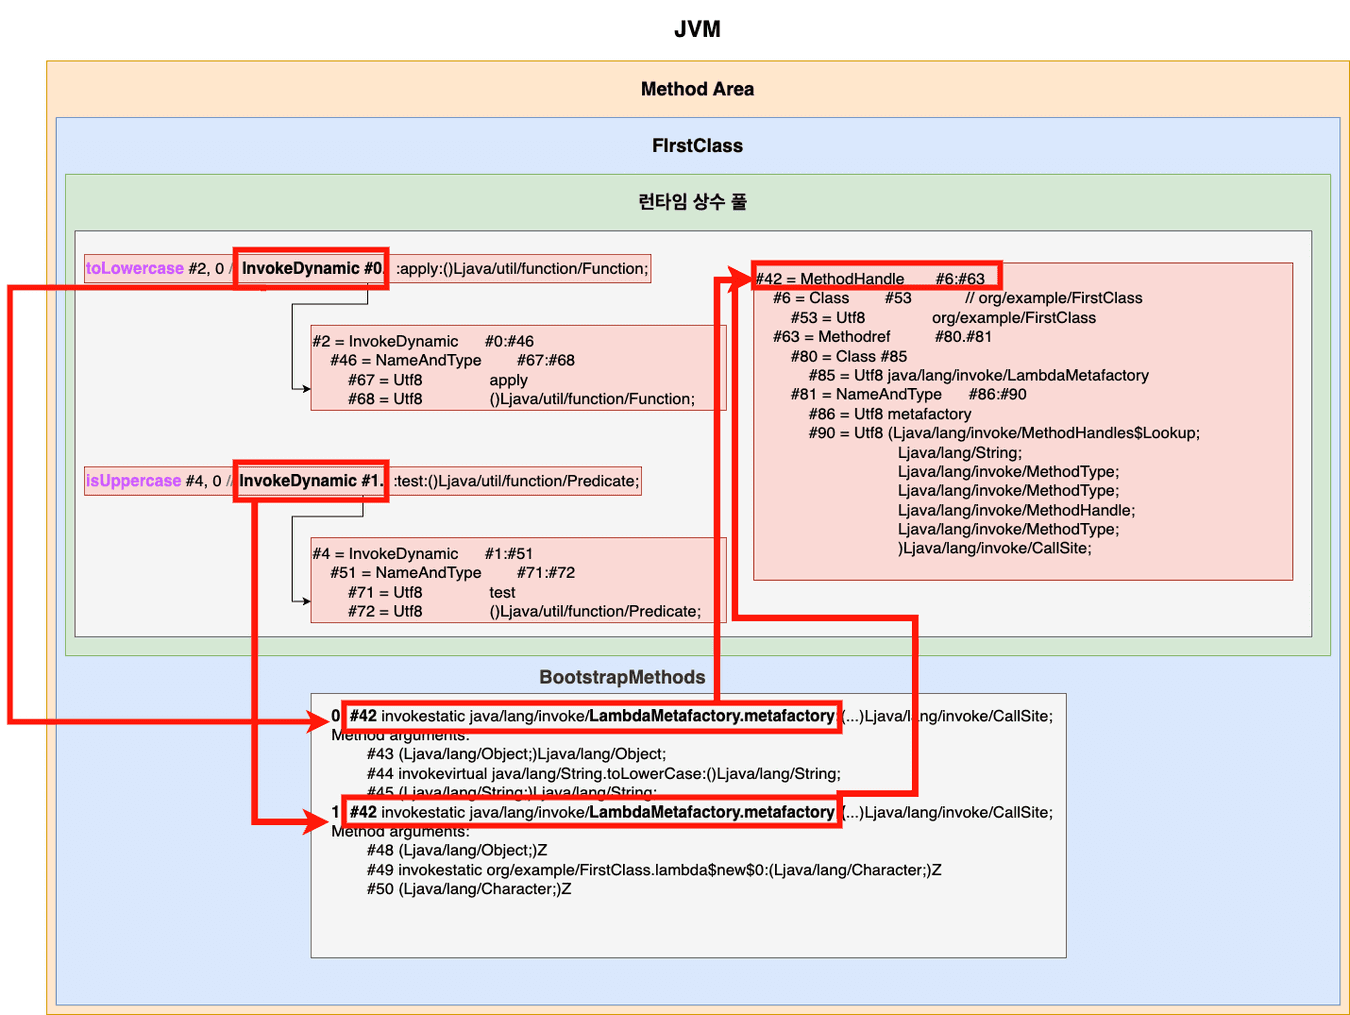 JVM
Method Area
FIrstClass
런타임 상수 풀
toLowercase #2, 0 // InvokeDynamic #0. :apply:()Ljava/util/function/Function;
#2 = InvokeDynamic #0:#46
#46 = NameAndType #67:#68
#67 = Utf8 apply
#68 = Utf8 ()Ljava/util/function/Function;
isUppercase #4, 0 // InvokeDynamic #1. :test:()Ljava/util/function/Predicate;
#4 = InvokeDynamic #1:#51
#51 = NameAndType #71:#72
#71 = Utf8 test
#72 = Utf8 ()Ljava/util/function/Predicate;
#42 = MethodHandle #6:#63
#6 = Class #53 // org/example/FirstClass
#53 = Utf8 org/example/FirstClass
#63 = Methodref #80.#81
#80 = Class #85
#85 = Utf8 java/lang/invoke/LambdaMetafactory
#81 = NameAndType #86:#90
#86 = Utf8 metafactory
#90 = Utf8 (Ljava/lang/invoke/MethodHandles$Lookup;
Ljava/lang/String;
Ljava/lang/invoke/MethodType;
Ljava/lang/invoke/MethodType;
Ljava/lang/invoke/MethodHandle;
Ljava/lang/invoke/MethodType;
)Ljava/lang/invoke/CallSite;
BootstrapMethods
0 #42 invokestatic java/lang/invoke/LambdaMetafactory.metafactory:(...)Ljava/lang/invoke/CallSite;
Method arguments:
#43 (Ljava/lang/Object;)Ljava/lang/Object;
#44 invokevirtual java/lang/String.toLowerCase:()Ljava/lang/String;
#45 (Ljava/lang/String;)Ljava/lang/String;
1 #42 invokestatic java/lang/invoke/LambdaMetafactory.metafactory:(...)Ljava/lang/invoke/CallSite;
Method arguments:
#48 (Ljava/lang/Object;)Z
#49 invokestatic org/example/FirstClass.lambda$new$0:(Ljava/lang/Character;)Z
#50 (Ljava/lang/Character;)Z